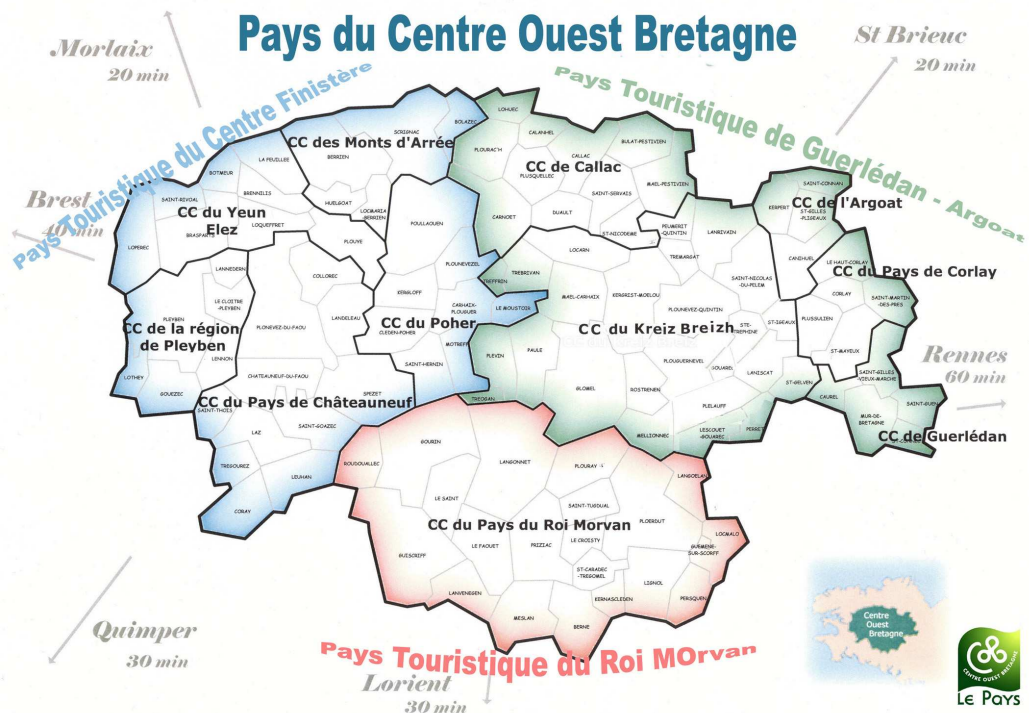 Pays du Centre Ouest Bretagne
Morlaix
20 min
St Brieuc
20 min
Brest
40 min
Rennes
60 min
Quimper
30 min
Lorient
30 min
Pays Touristique du Centre Finistère
Pays Touristique de Guerlédan - Argoat
Pays Touristique du Roi MOrvan
CC des Monts d'Arrée
BOLAZEC
SCRIGNAC
BERRIEN
HUELGOAT
LOCMARIA
-BERRIEN
CC du Yeun
Elez
LA FEUILLEE
BOTMEUR
BRENNILIS
SAINT-RIVOAL
LOQUEFFRET
BRASPARTS
LOPEREC
CC de la région
de Pleyben
LANNEDERN
LE CLOITRE
-PLEYBEN
PLEYBEN
LENNON
LOTHEY
GOUEZEC
CC du Pays de Châteauneuf
PLOUYE
COLLOREC
LANDELEAU
PLONEVEZ-DU-FAOU
CHATEAUNEUF-DU-FAOU
SPEZET
SAINT-THOIS
SAINT-GOAZEC
LAZ
TREGOUREZ
LEUHAN
CORAY
CC du Poher
POULLAOUEN
PLOUNEVEZEL
KERGLOFF
CARHAIX-
PLOUGUER
CLEDEN-POHER
MOTREFF
SAINT-HERNIN
TREFFRIN
LE MOUSTOIR
CC de Callac
LOHUEC
CALANHEL
PLOURAC'H
CALLAC
PLUSQUELLEC
BULAT-PESTIVIEN
MAEL-PESTIVIEN
SAINT-SERVAIS
DUAULT
CARNOET
ST-NICODEME
CC du Kreiz Breizh
PEUMERIT
-QUINTIN
LANRIVAIN
TREMARGAT
LOCARN
TREBRIVAN
MAEL-CARHAIX
KERGRIST-MOELOU
SAINT-NICOLAS
-DU-PELEM
PLOUNEVEZ-QUINTIN
STE-
TREPHINE
ST-IGEAUX
PLEVIN
PAULE
PLOUGUERNEVEL
GOUAREC
LANISCAT
ST-GELVEN
GLOMEL
ROSTRENEN
PLELAUFF
TREOGAN
MELLIONNEC
LESCOUET
-GOUAREC
PERRET
CC de l'Argoat
SAINT-CONNAN
KERPERT
ST-GILLES
-PLIGEAUX
CANIHUEL
CC du Pays de Corlay
LE HAUT-CORLAY
CORLAY
SAINT-MARTIN
-DES-PRES
PLUSSULIEN
ST-MAYEUX
CC de Guerlédan
SAINT-GILLES
-VIEUX-MARCHE
CAUREL
SAINT-GUEN
MUR-DE-
BRETAGNE
CC du Pays du Roi Morvan
GOURIN
ROUDOUALLEC
LANGONNET
PLOURAY
LANGOELAN
LE SAINT
SAINT-TUGDUAL
PLOERDUT
LOCMALO
LE FAOUET
PRIZIAC
LE CROISTY
GUEMENE-
SUR-SCORFF
GUISCRIFF
ST-CARADEC
-TREGOMEL
LIGNOL
LANVENEGEN
KERNASCLEDEN
PERSQUEN
MESLAN
BERNE
Centre
Ouest
Bretagne
CENTRE OUEST BRETAGNE
LE PAYS